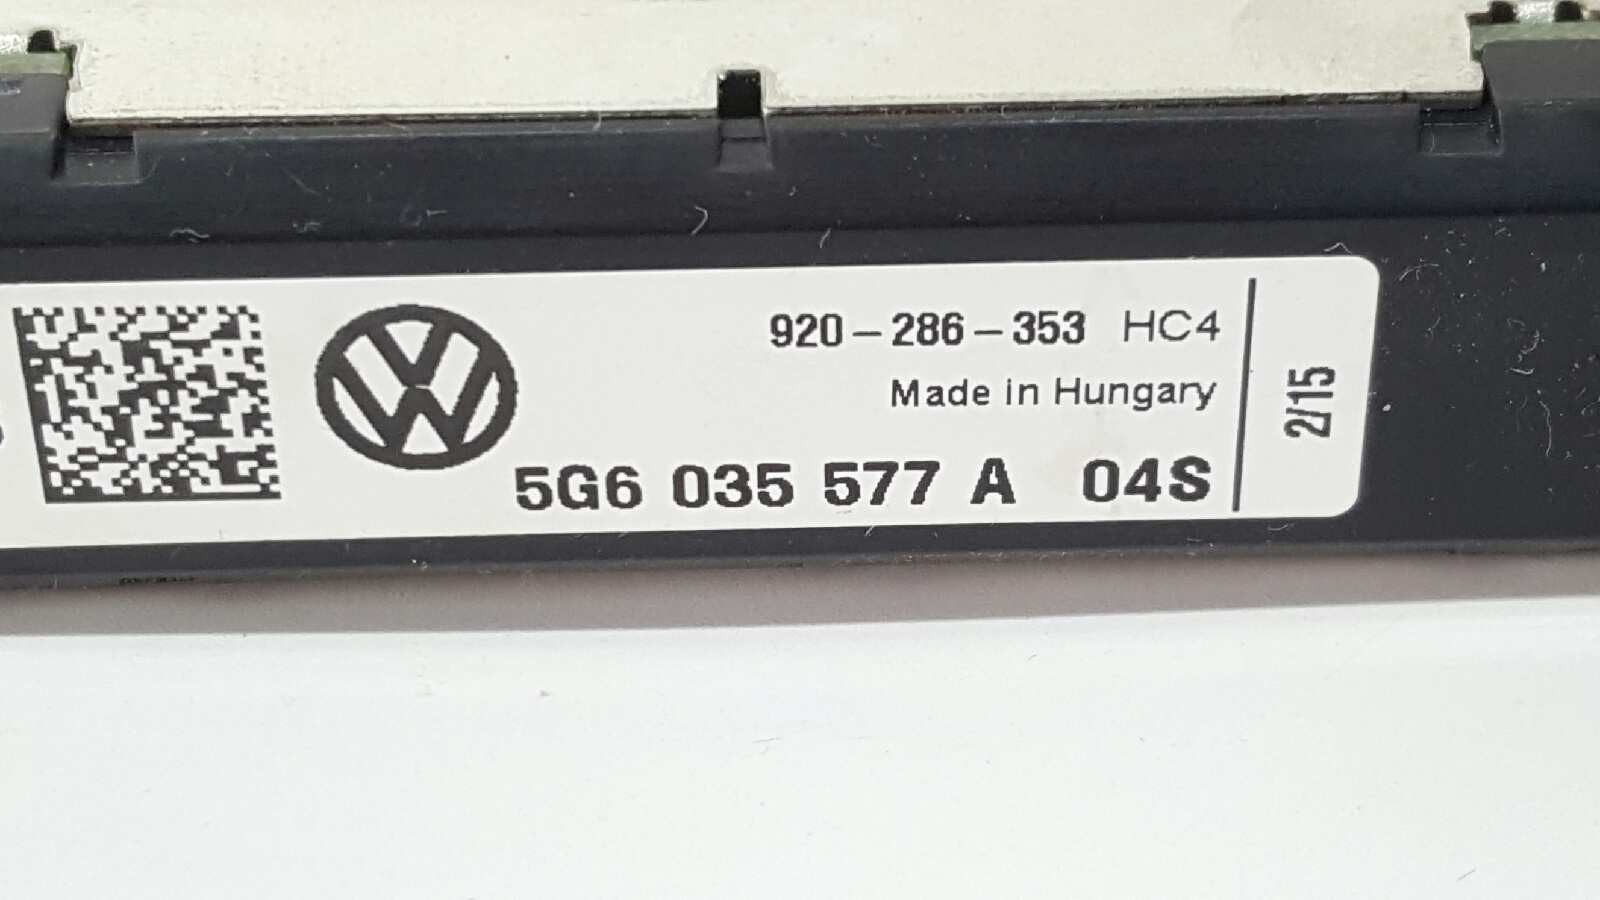 920-286-353 HC4
Made in Hungary
5G6 035 577 A 04S
2/15